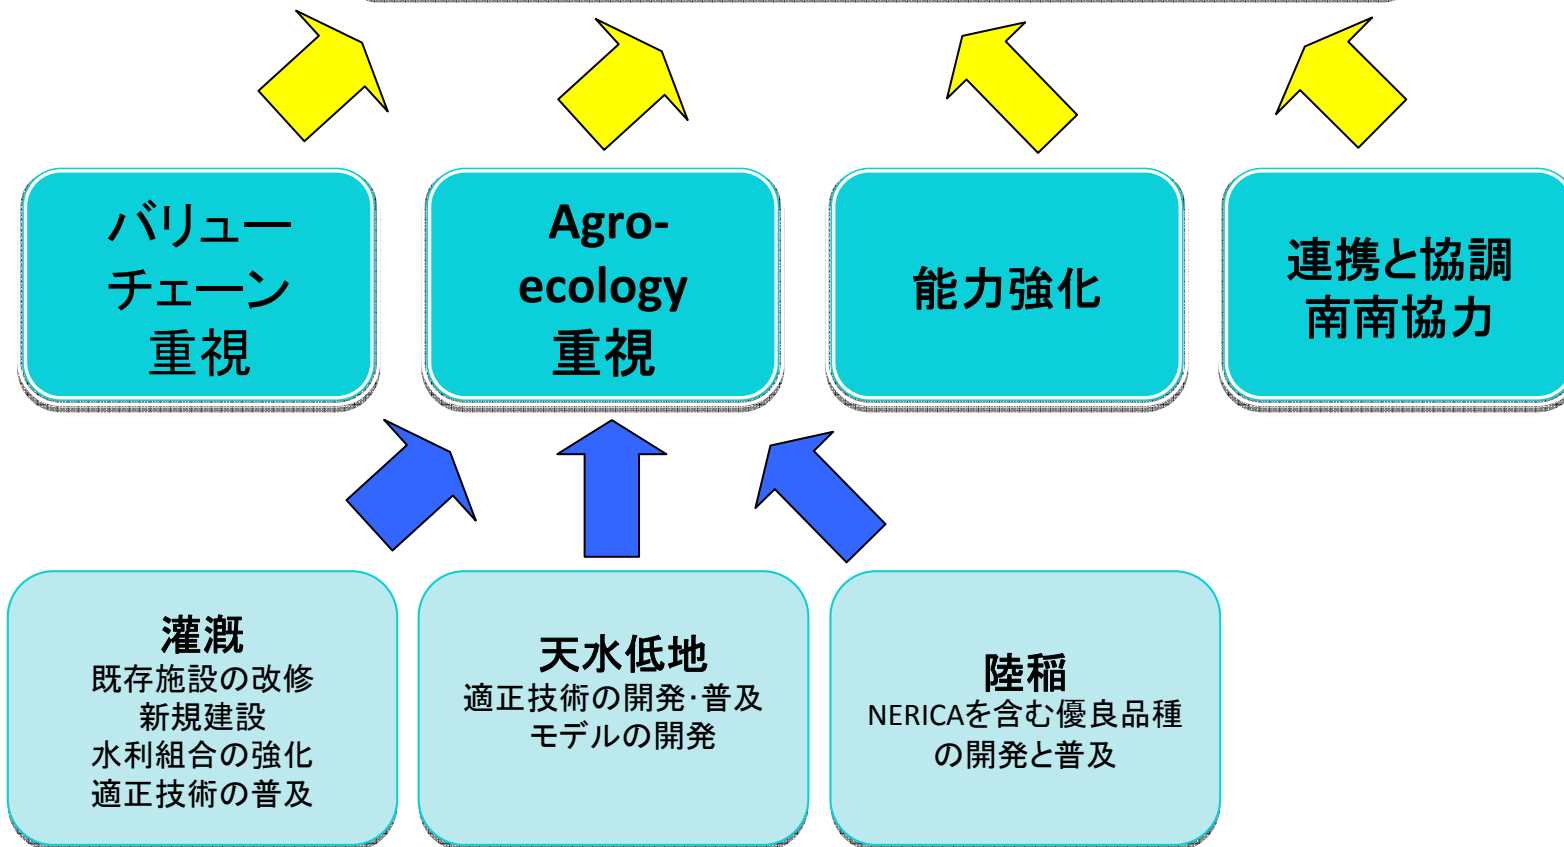 バリュー
チェーン
重視
Agro-
ecology
重視
能力強化
連携と協調
南南協力
灌漑
既存施設の改修
新規建設
水利組合の強化
適正技術の普及
天水低地
適正技術の開発･普及
モデルの開発
陸稲
NERICAを含む優良品種
の開発と普及